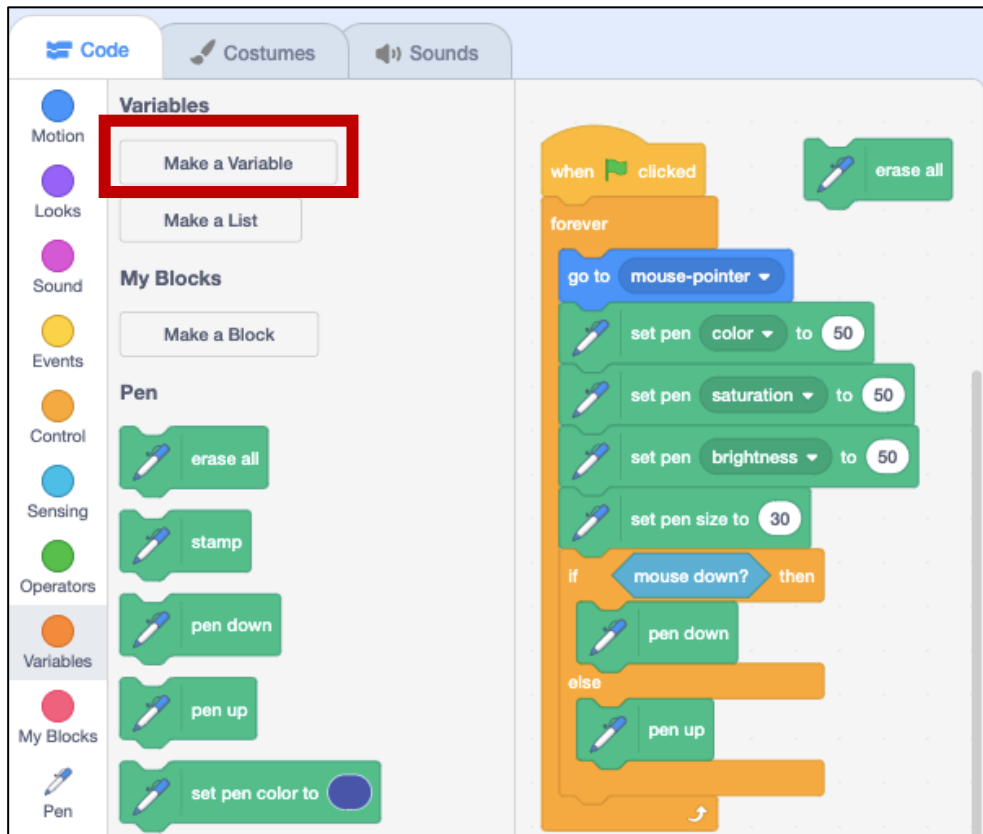 Code
Costumes
Sounds
Motion
Looks
Sound
Events
Control
Sensing
Operators
Variables
My Blocks
Pen
Variables
Make a Variable
Make a List
My Blocks
Make a Block
Pen
erase all
stamp
pen down
pen up
set pen color to
when clicked
forever
go to mouse-pointer
set pen color to 50
set pen saturation to 50
set pen brightness to 50
set pen size to 30
if mouse down? then
pen down
else
pen up
erase all